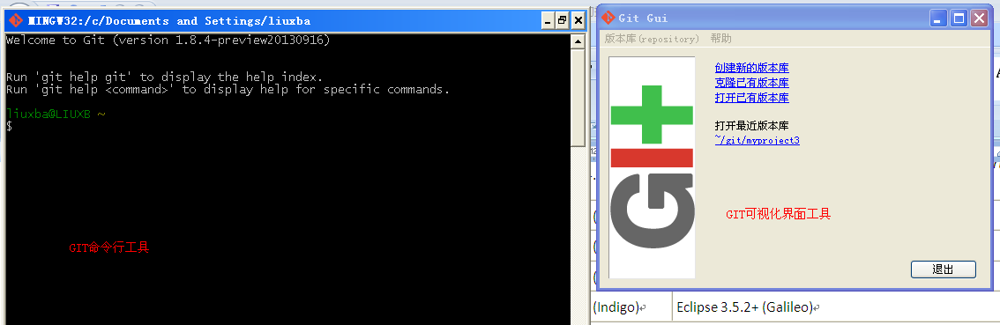 MINGW32:/c/Documents and Settings/liuxba
Welcome to Git (version 1.8.4-preview20130916)
Run 'git help git' to display the help index.
Run 'git help <command>' to display help for specific commands.
liuxba@LIUXB ~
$
GIT命令行工具
Git Gui
版本库(repository) 帮助
创建新的版本库
克隆已有版本库
打开已有版本库
打开最近版本库
~/git/myproject3
GIT
GIT可视化界面工具
退出
(Indigo)
Eclipse 3.5.2+ (Galileo)